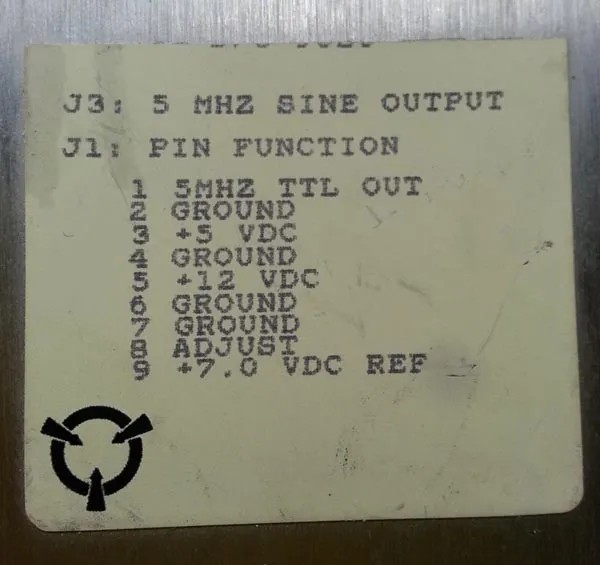 J3: 5 MHZ SINE OUTPUT
J1: PIN FUNCTION
1 5MHZ TTL OUT
2 GROUND
3 +5 VDC
4 GROUND
5 +12 VDC
6 GROUND
7 GROUND
8 ADJUST
9 +7.0 VDC REF